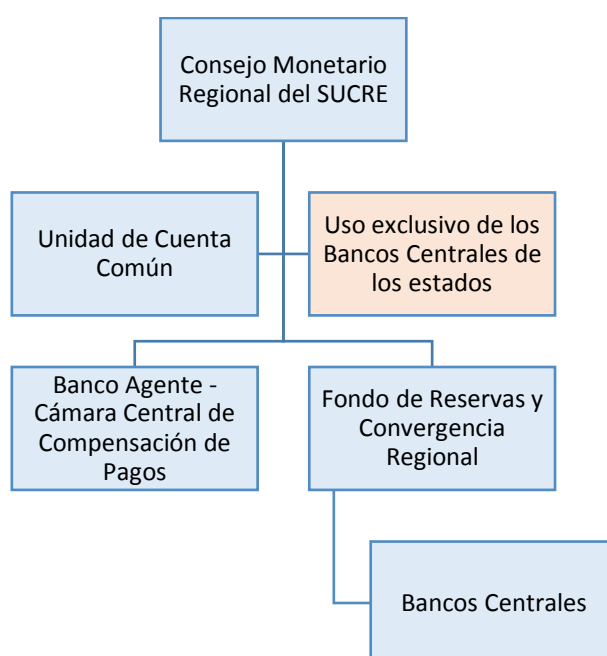 Consejo Monetario
Regional del SUCRE
Unidad de Cuenta
Común
Uso exclusivo de los
Bancos Centrales de
los estados
Banco Agente -
Cámara Central de
Compensación de
Pagos
Fondo de Reservas y
Convergencia
Regional
Bancos Centrales